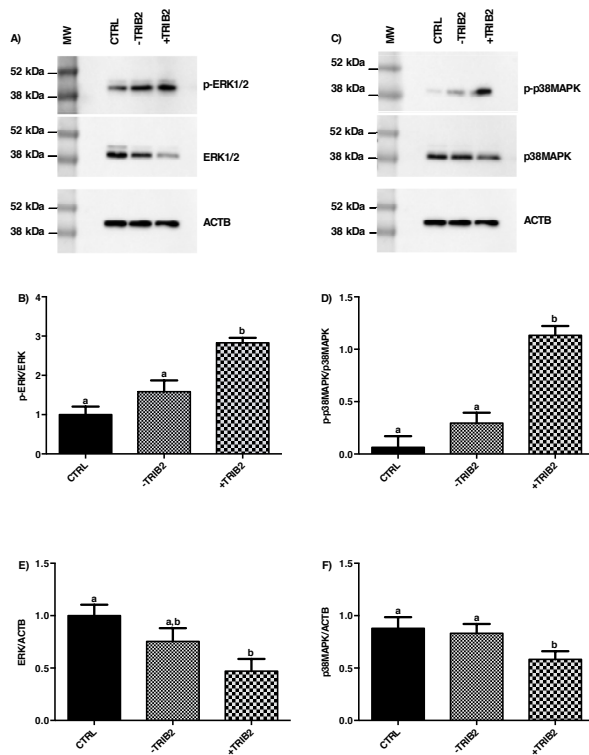 A)
MW
CTRL
-TRIB2
+TRIB2
52 kDa
38 kDa
p-ERK1/2
52 kDa
38 kDa
ERK1/2
52 kDa
38 kDa
ACTB
C)
MW
CTRL
-TRIB2
+TRIB2
52 kDa
38 kDa
p-p38MAPK
52 kDa
38 kDa
p38MAPK
52 kDa
38 kDa
ACTB
B)
p-ERK/ERK
4
3
2
1
0
a
a
b
CTRL
-TRIB2
+TRIB2
D)
p-p38MAPK/p38MAPK
1.5
1.0
0.5
0.0
a
a
b
CTRL
-TRIB2
+TRIB2
E)
ERK/ACTB
1.5
1.0
0.5
0.0
a
a,b
b
CTRL
-TRIB2
+TRIB2
F)
p38MAPK/ACTB
1.5
1.0
0.5
0.0
a
a
b
CTRL
-TRIB2
+TRIB2